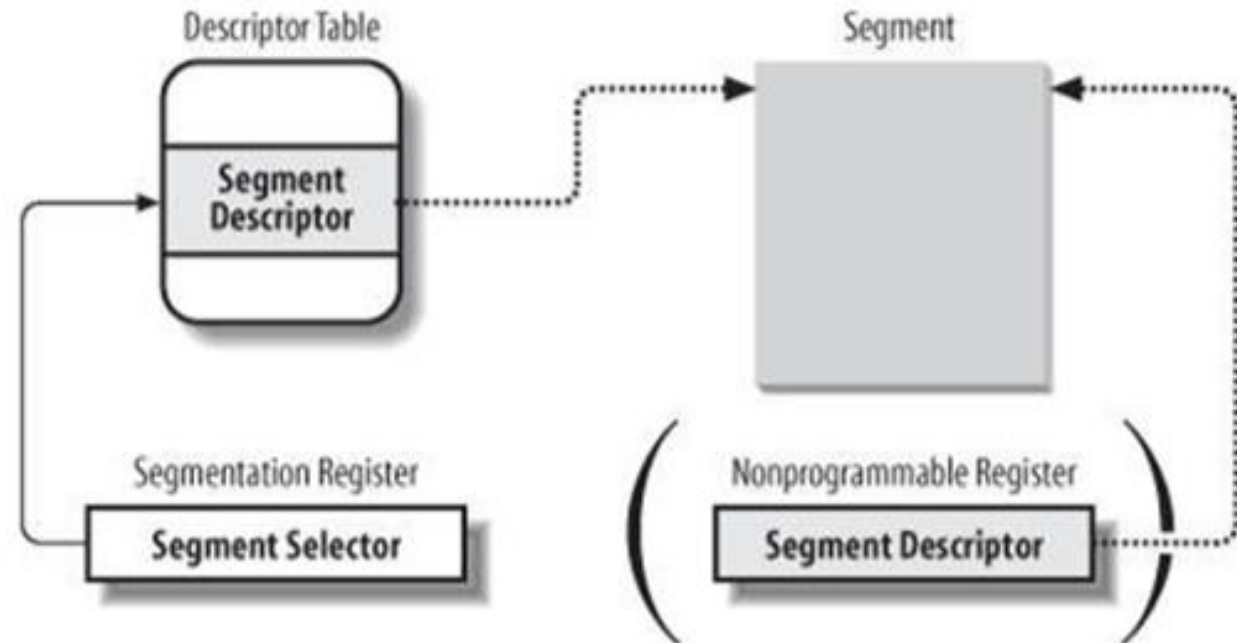 Descriptor Table
Segment
Segment
Descriptor
Segmentation Register
Nonprogrammable Register
Segment Selector
Segment Descriptor